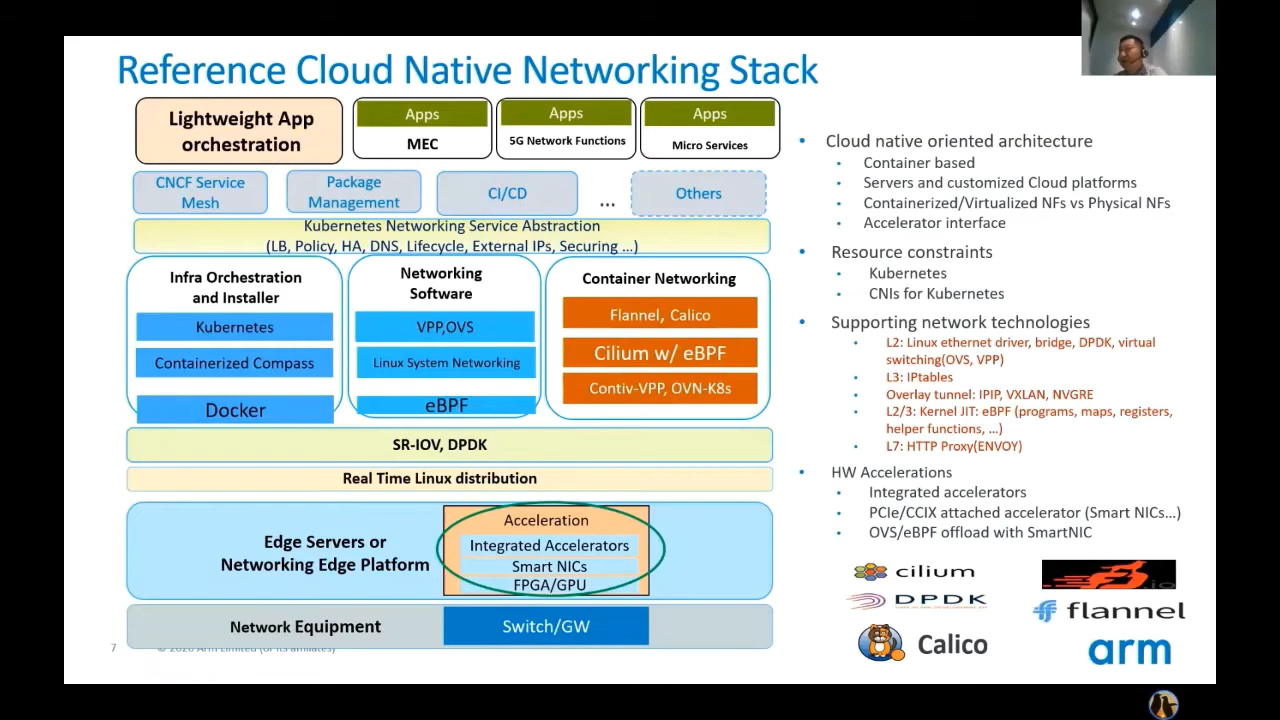 Reference Cloud Native Networking Stack
Lightweight App
orchestration
Apps
MEC
Apps
5G Network Functions
Apps
Micro Services
CNCF Service
Mesh
Package
Management
CI/CD
...
Others
Kubernetes Networking Service Abstraction
(LB, Policy, HA, DNS, Lifecycle, External IPs, Securing ...)
Infra Orchestration
and Installer
Kubernetes
Containerized Compass
Docker
Networking
Software
VPP,OVS
Linux System Networking
eBPF
Container Networking
Flannel, Calico
Cilium w/ eBPF
Contiv-VPP, OVN-K8s
SR-IOV, DPDK
Real Time Linux distribution
Edge Servers or
Networking Edge Platform
Acceleration
Integrated Accelerators
Smart NICs
FPGA/GPU
Network Equipment
Switch/GW
7
© 2020 Arm Limited (or its affiliates)
• Cloud native oriented architecture
• Container based
• Servers and customized Cloud platforms
• Containerized/Virtualized NFs vs Physical NFs
• Accelerator interface
• Resource constraints
• Kubernetes
• CNIs for Kubernetes
• Supporting network technologies
• L2: Linux ethernet driver, bridge, DPDK, virtual
switching(OVS, VPP)
• L3: IPtables
• Overlay tunnel: IPIP, VXLAN, NVGRE
• L2/3: Kernel JIT: eBPF (programs, maps, registers,
helper functions, ...)
• L7: HTTP Proxy(ENVOY)
• HW Accelerations
• Integrated accelerators
• PCIe/CCIX attached accelerator (Smart NICs...)
• OVS/eBPF offload with SmartNIC
cilium
DPDK
flannel
Calico
arm